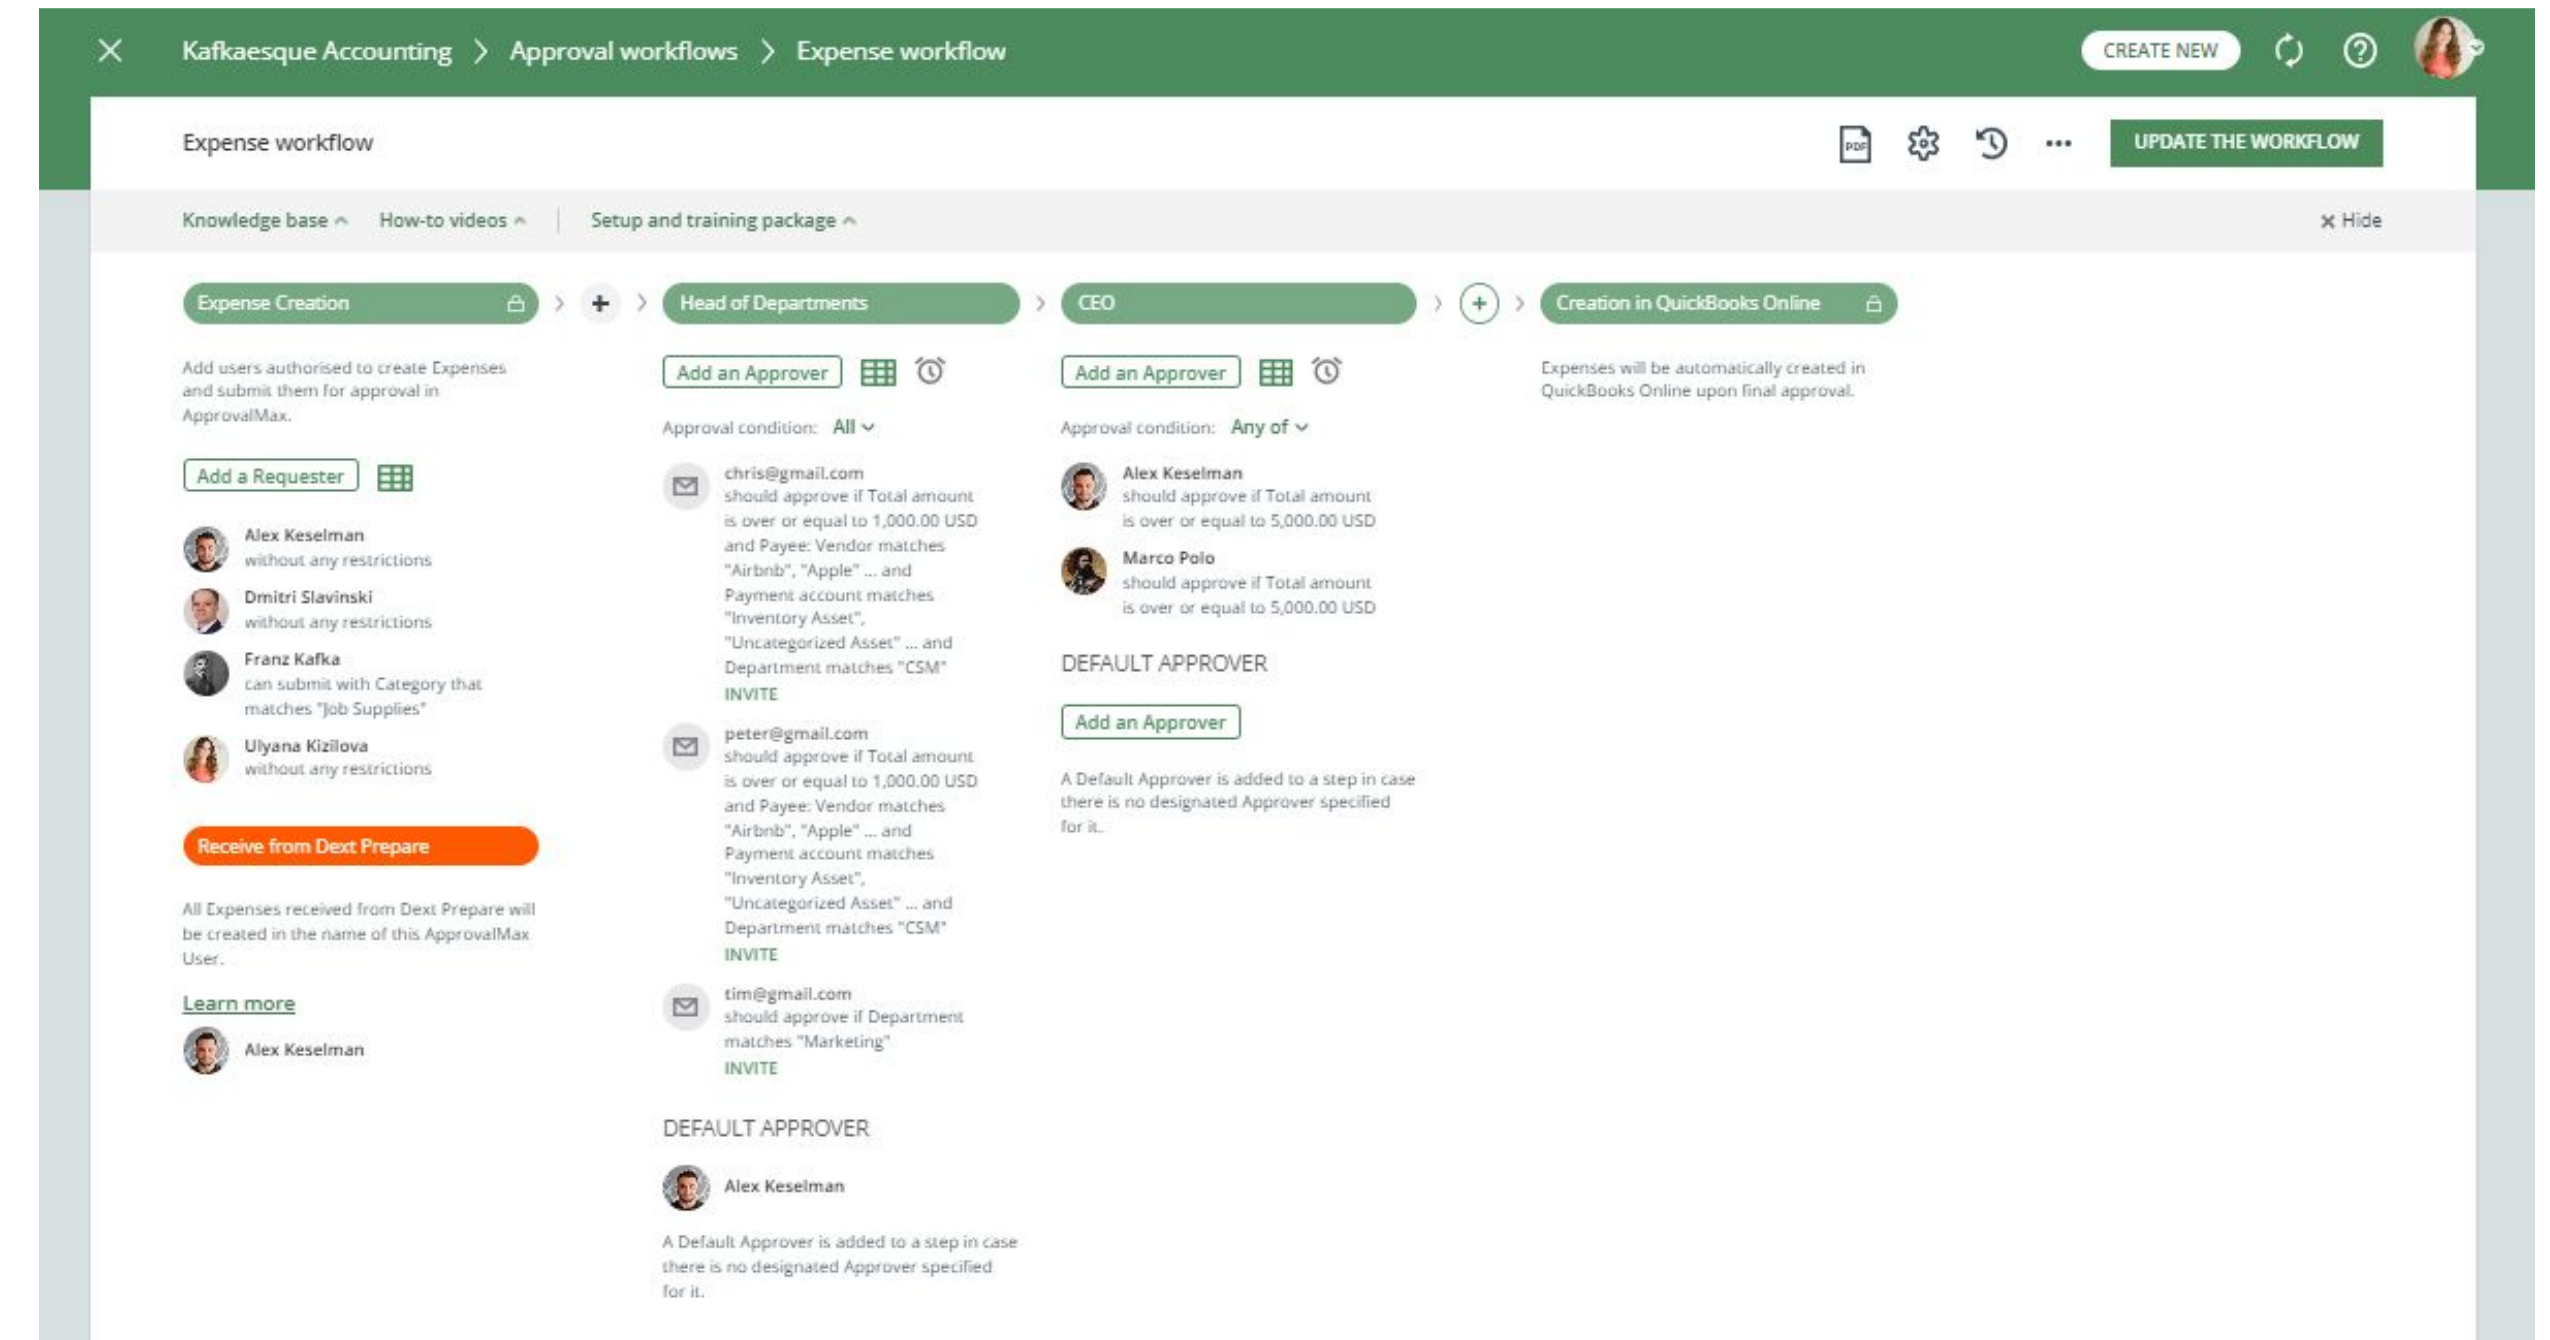 Kafkaesque Accounting > Approval workflows > Expense workflow
CREATE NEW
Expense workflow
PDF
UPDATE THE WORKFLOW
Knowledge base
How-to videos
Setup and training package
Hide
Expense Creation
Add users authorised to create Expenses
and submit them for approval in
ApprovalMax.
Add a Requester
Alex Keselman
without any restrictions
Dmitri Slavinski
without any restrictions
Franz Kafka
can submit with Category that
matches "Job Supplies"
Ulyana Kizilova
without any restrictions
Receive from Dext Prepare
All Expenses received from Dext Prepare will
be created in the name of this ApprovalMax
User.
Learn more
Alex Keselman
Head of Departments
Add an Approver
Approval condition: All
chris@gmail.com
should approve if Total amount
is over or equal to 1,000.00 USD
and Payee: Vendor matches
"Airbnb", "Apple" ... and
Payment account matches
"Inventory Asset",
"Uncategorized Asset" ... and
Department matches "CSM"
INVITE
peter@gmail.com
should approve if Total amount
is over or equal to 1,000.00 USD
and Payee: Vendor matches
"Airbnb", "Apple" ... and
Payment account matches
"Inventory Asset",
"Uncategorized Asset" ... and
Department matches "CSM"
INVITE
tim@gmail.com
should approve if Department
matches "Marketing"
INVITE
DEFAULT APPROVER
Alex Keselman
A Default Approver is added to a step in case
there is no designated Approver specified
for it.
CEO
Add an Approver
Approval condition: Any of
Alex Keselman
should approve if Total amount
is over or equal to 5,000.00 USD
Marco Polo
should approve if Total amount
is over or equal to 5,000.00 USD
DEFAULT APPROVER
Add an Approver
A Default Approver is added to a step in case
there is no designated Approver specified
for it.
Creation in QuickBooks Online
Expenses will be automatically created in
QuickBooks Online upon final approval.